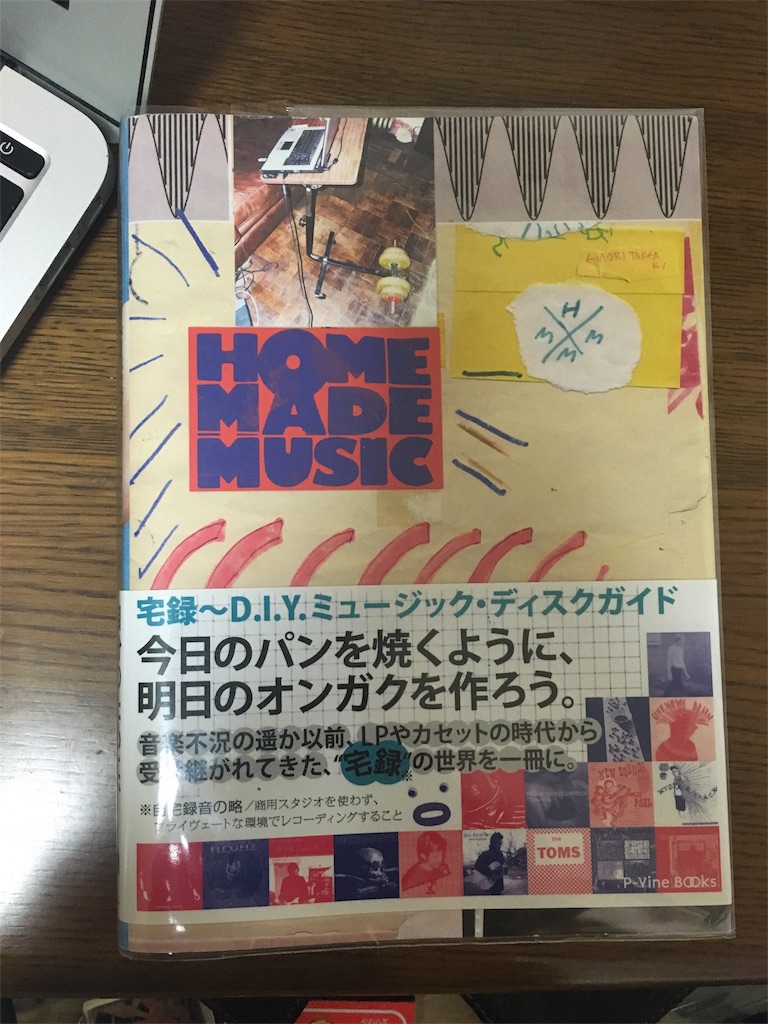 EMORI TAKEA
KI
H
M M
M
HOME
MADE
MUSIC
宅録〜D.I.Y.ミュージック・ディスクガイド
今日のパンを焼くように、
明日のオンガクを作ろう。
音楽不況の遥か以前、LPやカセットの時代から
受け継がれてきた、“宅録※”の世界を一冊に。
※自宅録音の略/商用スタジオを使わず、
プライヴェートな環境でレコーディングすること
the
TOMS
P-Vine BOOks